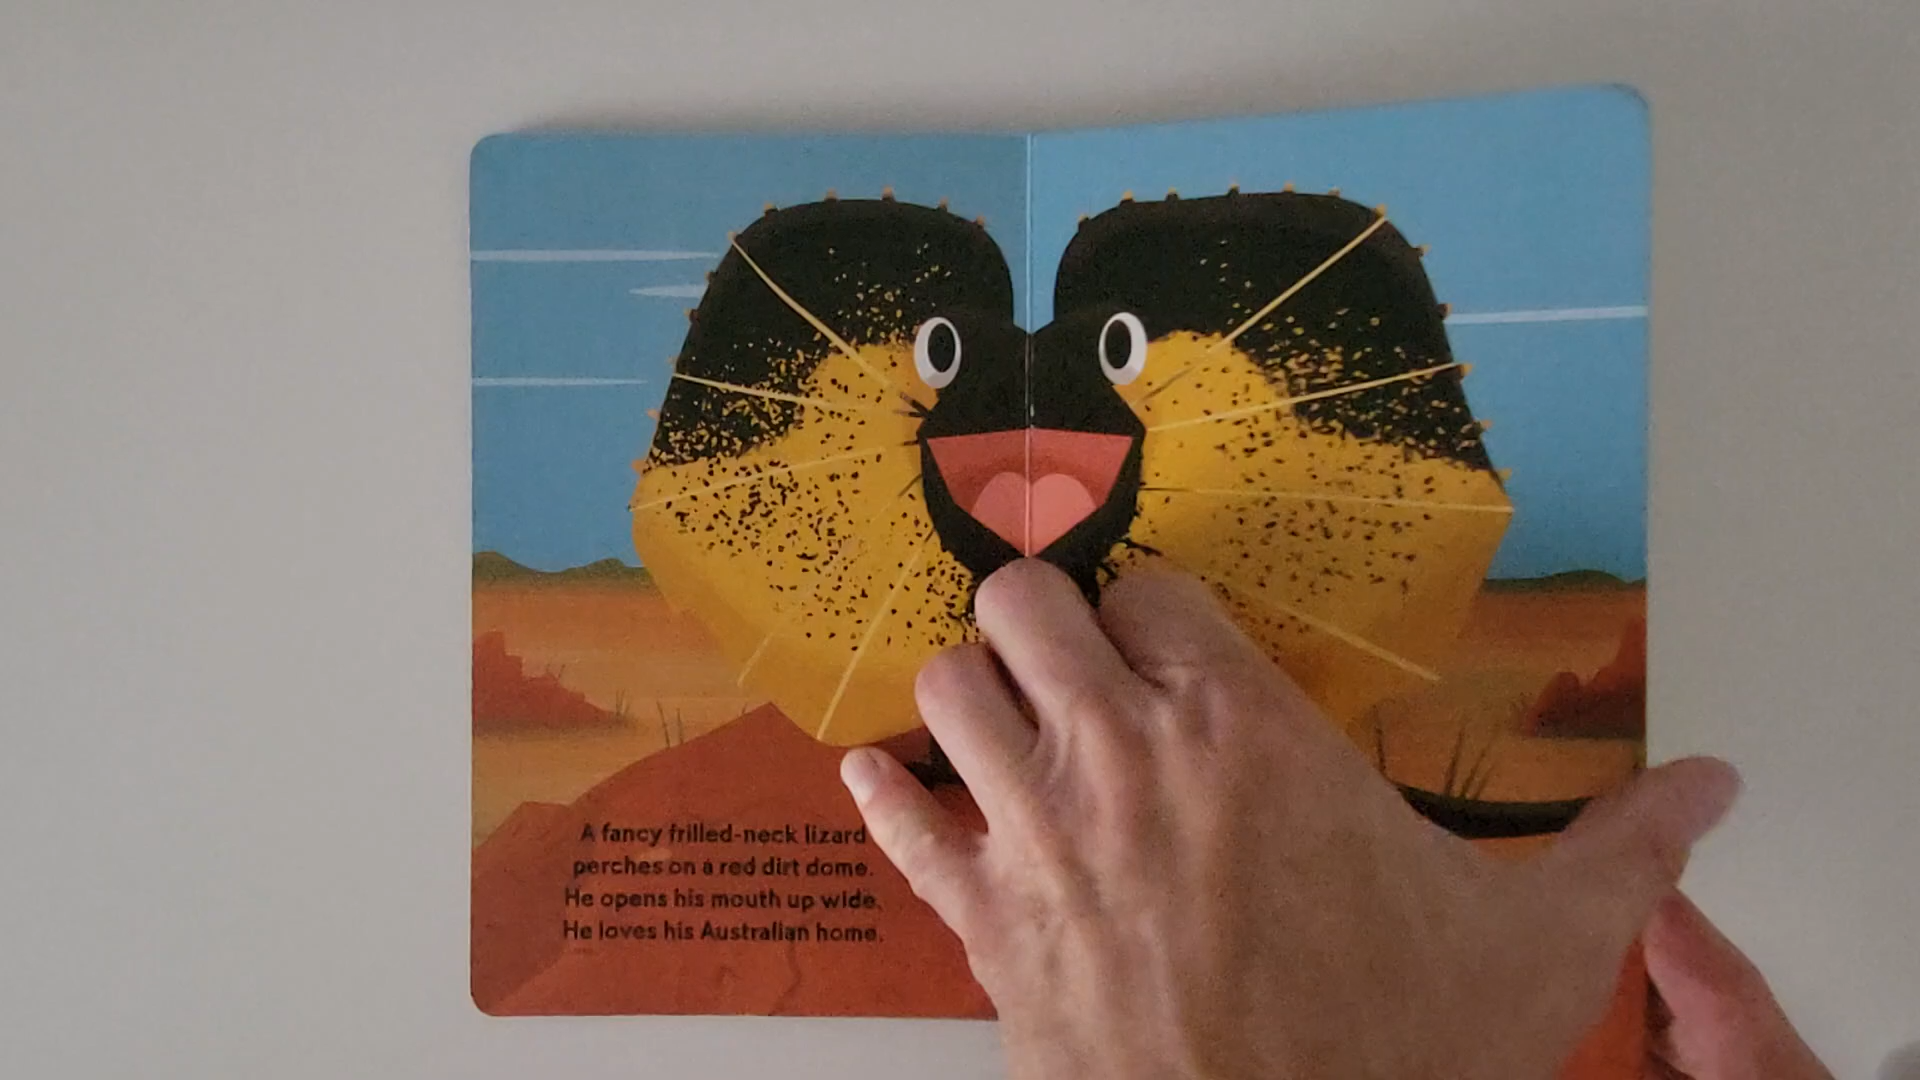 A fancy frilled-neck lizard
perches on a red dirt dome.
He opens his mouth up wide.
He loves his Australian home.